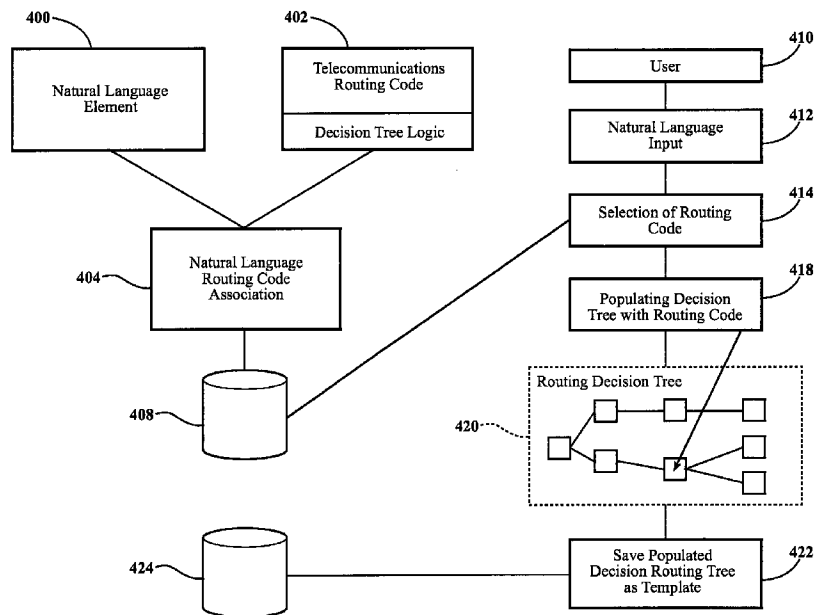 400
Natural Language
Element
402
Telecommunications
Routing Code
Decision Tree Logic
404
Natural Language
Routing Code
Association
408
424
410
User
412
Natural Language
Input
414
Selection of Routing
Code
418
Populating Decision
Tree with Routing Code
Routing Decision Tree
420
Save Populated
Decision Routing Tree
as Template
422